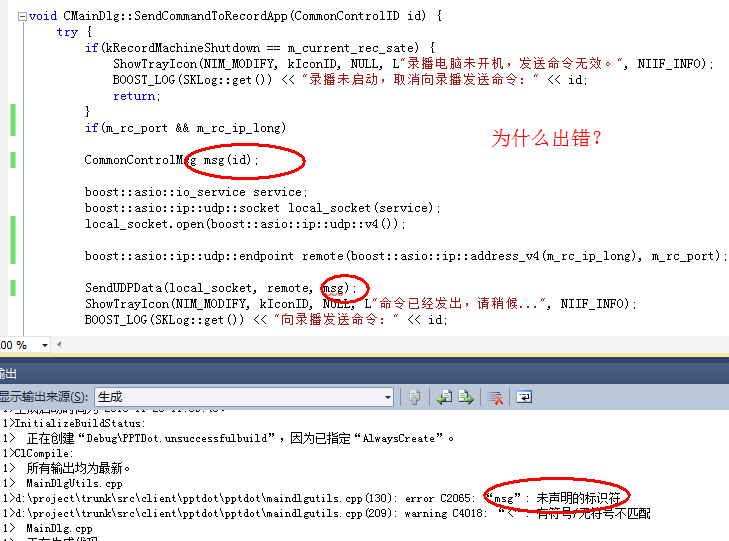 void CMainDlg::SendCommandToRecordApp(CommonControlID id) {
try {
if(kRecordMachineShutdown == m_current_rec_sate) {
ShowTrayIcon(NIM_MODIFY, kIconID, NULL, L"录播电脑未开机，发送命令无效。", NIIF_INFO);
BOOST_LOG(SKLog::get()) << "录播未启动，取消向录播发送命令：" << id;
return;
}
if(m_rc_port && m_rc_ip_long)
为什么出错？
CommonControlMsg msg(id);
boost::asio::io_service service;
boost::asio::ip::udp::socket local_socket(service);
local_socket.open(boost::asio::ip::udp::v4());
boost::asio::ip::udp::endpoint remote(boost::asio::ip::address_v4(m_rc_ip_long), m_rc_port);
SendUDPData(local_socket, remote, msg);
ShowTrayIcon(NIM_MODIFY, kIconID, NULL, L"命令已经发出，请稍候...", NIIF_INFO);
BOOST_LOG(SKLog::get()) << "向录播发送命令：" << id;
00 %
输出
显示输出来源(S): 生成
1>InitializeBuildStatus:
1> 正在创建“Debug\PPTDot.unsuccessfulbuild”，因为已指定“AlwaysCreate”。
1>ClCompile:
1> 所有输出均为最新。
1> MainDlgUtils.cpp
1>d:\project\trunk\src\client\pptdot\pptdot\maindlgutils.cpp(130): error C2065: “msg”: 未声明的标识符
1>d:\project\trunk\src\client\pptdot\pptdot\maindlgutils.cpp(209): warning C4018: “<”: 有符号/无符号不匹配
1> MainDlg.cpp